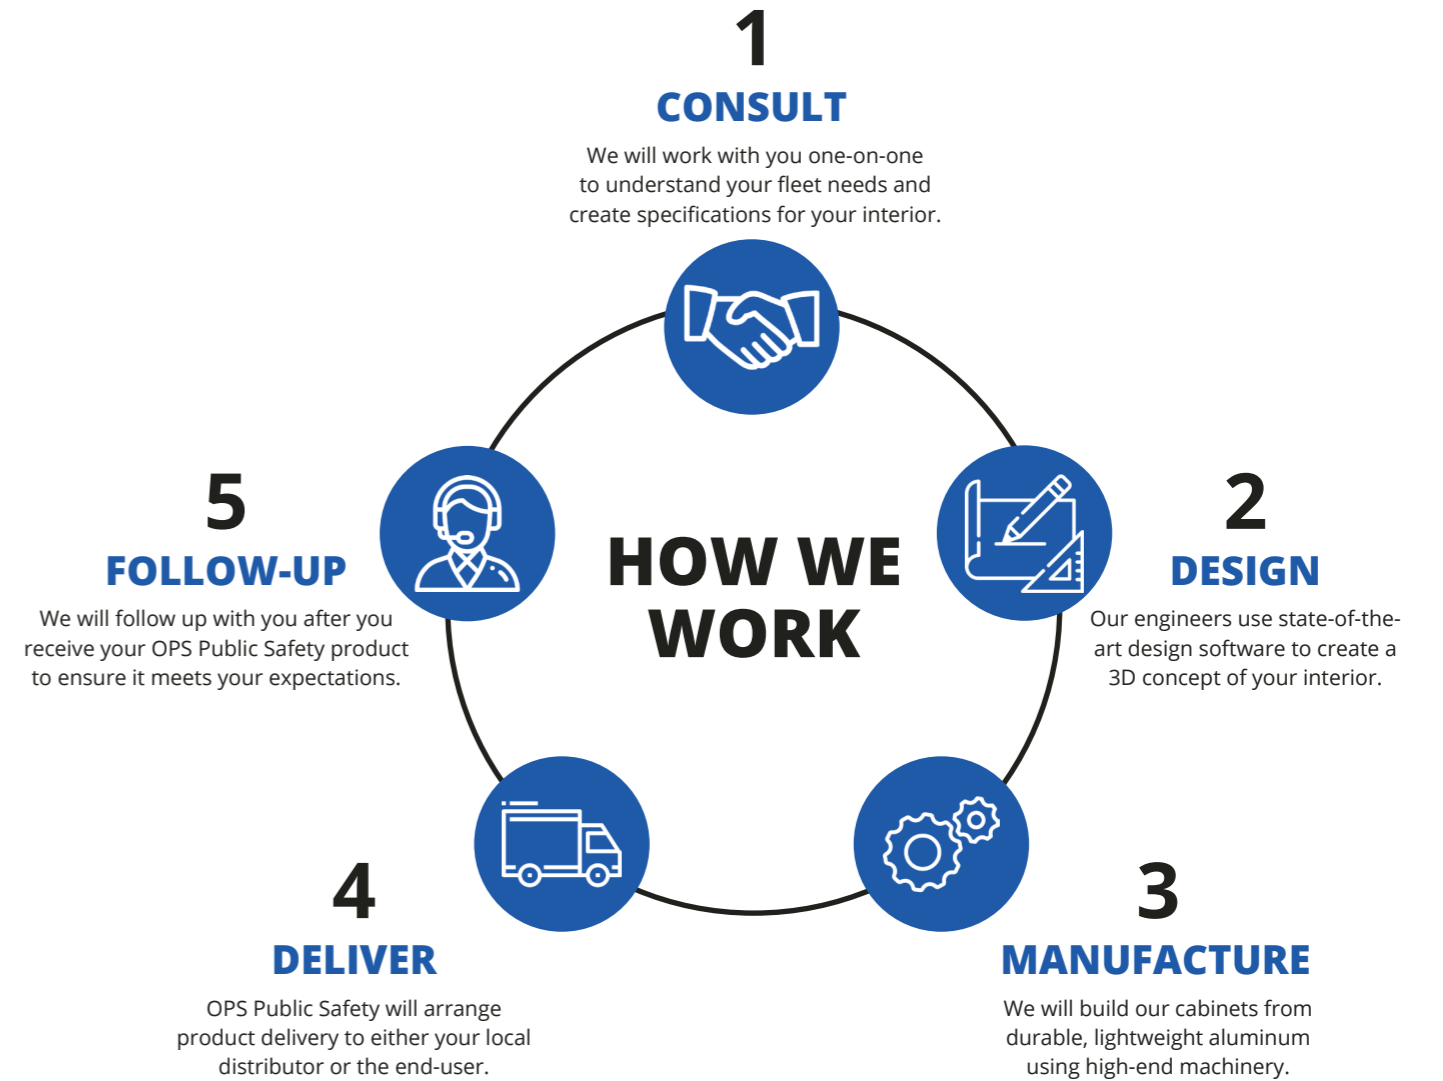 1
CONSULT
We will work with you one-on-one
to understand your fleet needs and
create specifications for your interior.
HOW WE
WORK
2
DESIGN
Our engineers use state-of-the-
art design software to create a
3D concept of your interior.
3
MANUFACTURE
We will build our cabinets from
durable, lightweight aluminum
using high-end machinery.
4
DELIVER
OPS Public Safety will arrange
product delivery to either your local
distributor or the end-user.
5
FOLLOW-UP
We will follow up with you after you
receive your OPS Public Safety product
to ensure it meets your expectations.